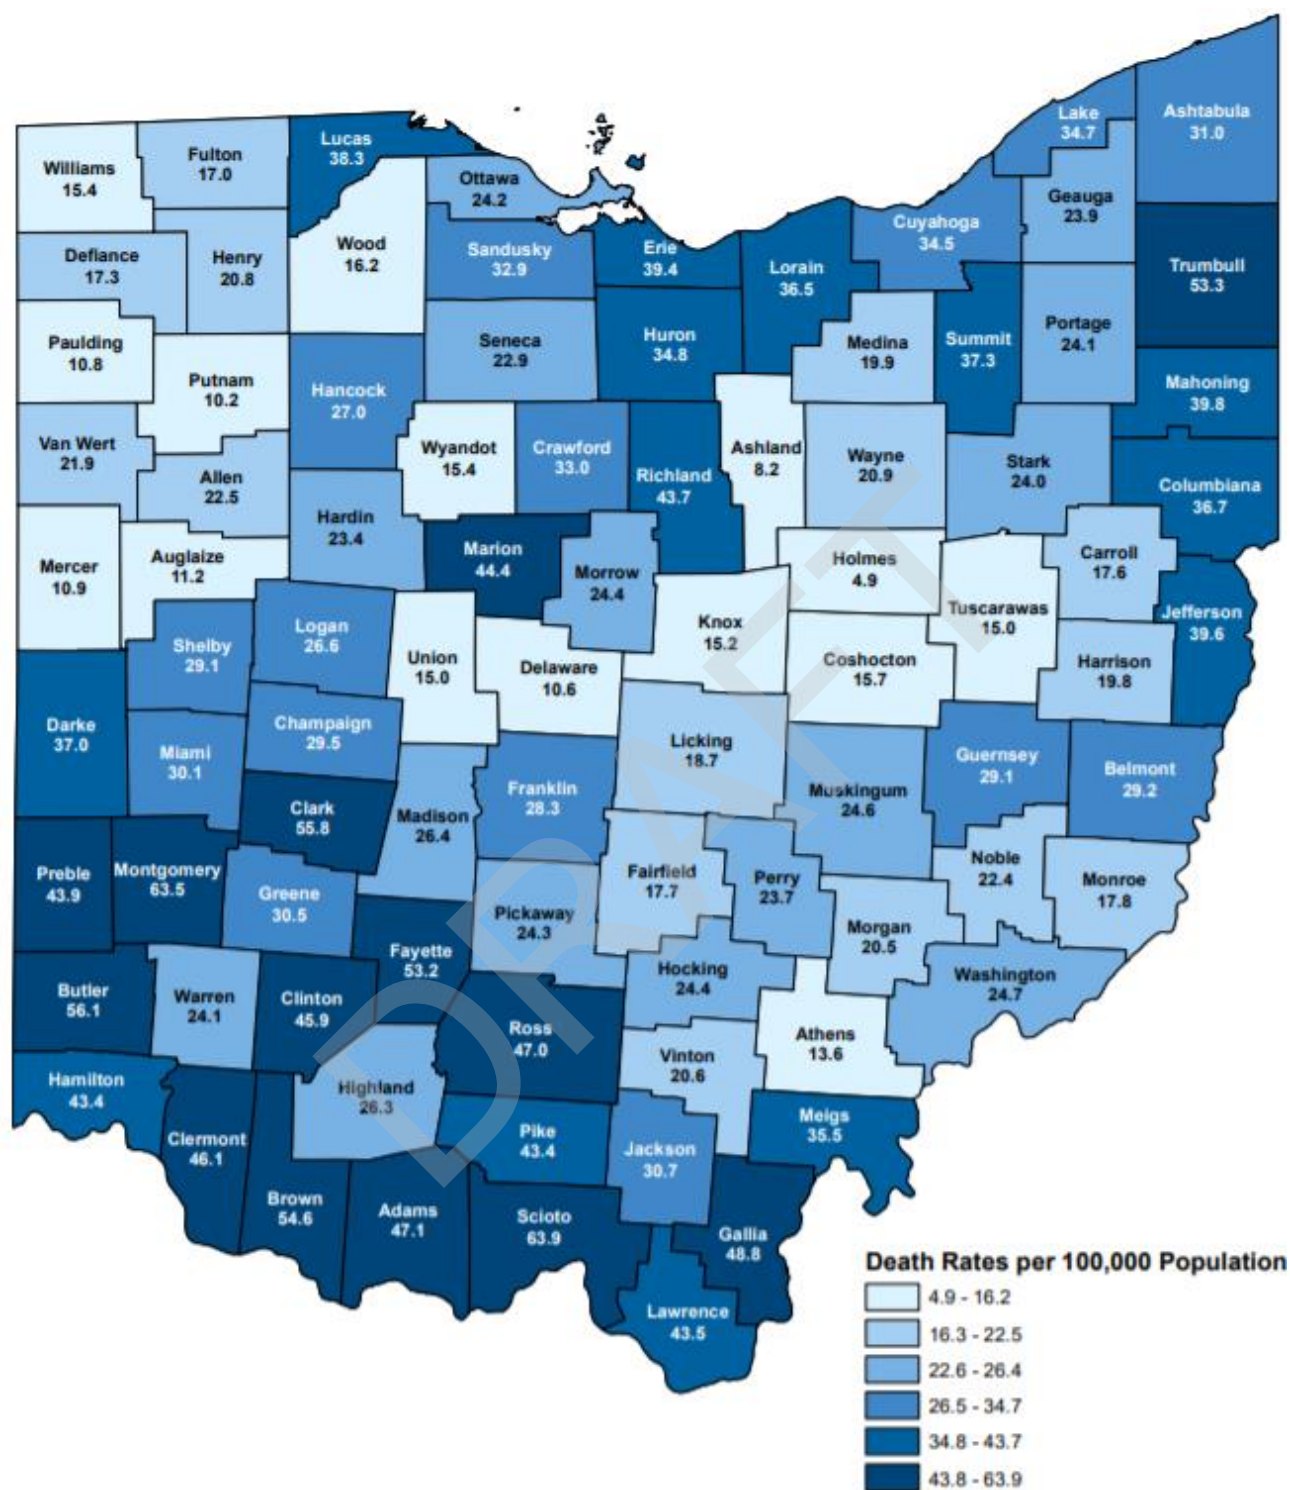 Lake
34.7
Ashtabula
31.0
Lucas
38.3
Fulton
17.0
Williams
15.4
Ottawa
24.2
Geauga
23.9
Cuyahoga
34.5
Wood
16.2
Sandusky
32.9
Erie
39.4
Lorain
36.5
Trumbull
53.3
Defiance
17.3
Henry
20.8
Paulding
10.8
Putnam
10.2
Hancock
27.0
Seneca
22.9
Huron
34.8
Medina
19.9
Summit
37.3
Portage
24.1
Mahoning
39.8
Van Wert
21.9
Allen
22.5
Wyandot
15.4
Crawford
33.0
Richland
43.7
Ashland
8.2
Wayne
20.9
Stark
24.0
Columbiana
36.7
Hardin
23.4
Mercer
10.9
Auglaize
11.2
Marion
44.4
Morrow
24.4
Holmes
4.9
Carroll
17.6
Tuscarawas
15.0
Jefferson
39.6
Shelby
29.1
Logan
26.6
Union
15.0
Delaware
10.6
Knox
15.2
Coshocton
15.7
Harrison
19.8
Darke
37.0
Miami
30.1
Champaign
29.5
Licking
18.7
Guernsey
29.1
Belmont
29.2
Clark
55.8
Madison
26.4
Franklin
28.3
Muskingum
24.6
Preble
43.9
Montgomery
63.5
Greene
30.5
Pickaway
24.3
Fairfield
17.7
Perry
23.7
Noble
22.4
Monroe
17.8
Morgan
20.5
Butler
56.1
Warren
24.1
Clinton
45.9
Fayette
53.2
Ross
47.0
Hocking
24.4
Washington
24.7
Athens
13.6
Vinton
20.6
Hamilton
43.4
Highland
26.3
Pike
43.4
Meigs
35.5
Clermont
46.1
Brown
54.6
Adams
47.1
Scioto
63.9
Jackson
30.7
Gallia
48.8
Lawrence
43.5
DRAFT
Death Rates per 100,000 Population
4.9 - 16.2
16.3 - 22.5
22.6 - 26.4
26.5 - 34.7
34.8 - 43.7
43.8 - 63.9